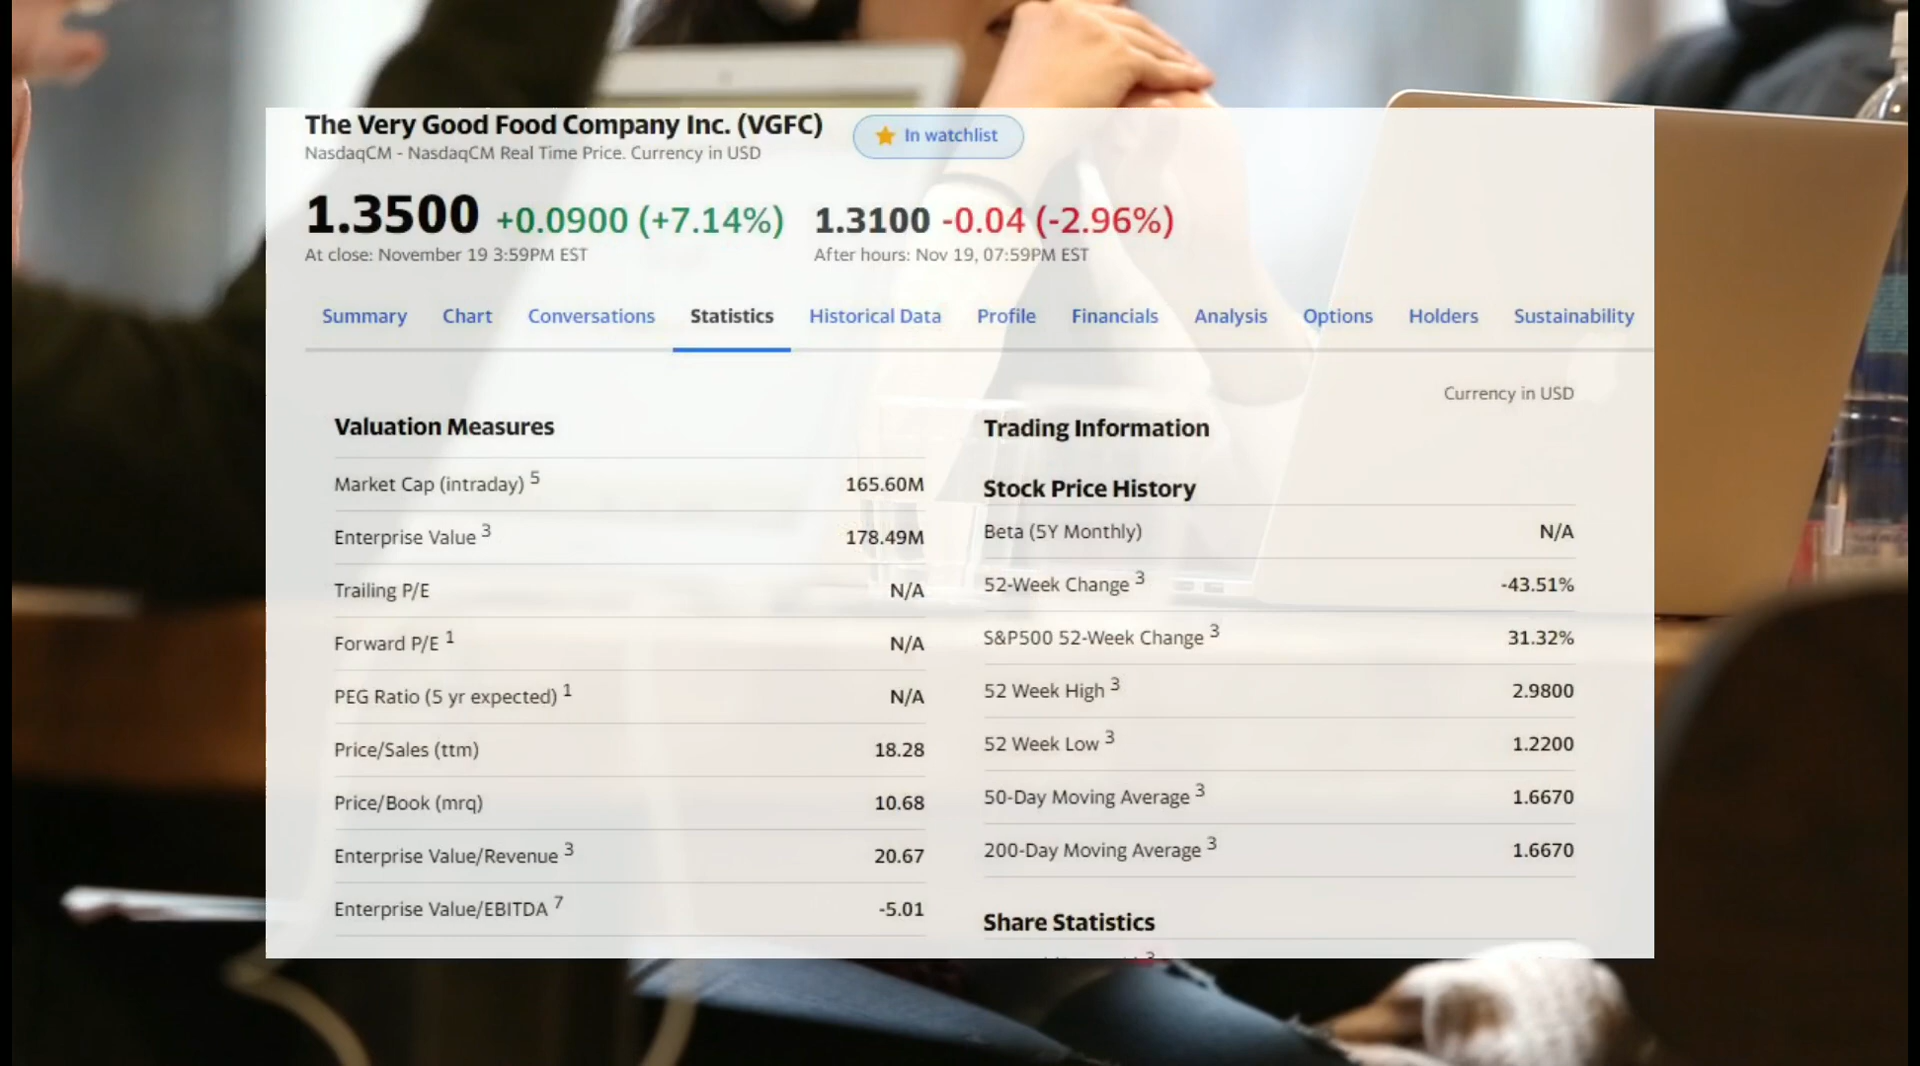 The Very Good Food Company Inc. (VGFC)
In watchlist
NasdaqCM - NasdaqCM Real Time Price. Currency in USD
1.3500 +0.0900 (+7.14%)
At close: November 19 3:59PM EST
1.3100 -0.04 (-2.96%)
After hours: Nov 19, 07:59PM EST
Summary Chart Conversations Statistics Historical Data Profile Financials Analysis Options Holders Sustainability
Currency in USD
Valuation Measures
Market Cap (intraday) 5 165.60M
Enterprise Value 3 178.49M
Trailing P/E N/A
Forward P/E 1 N/A
PEG Ratio (5 yr expected) 1 N/A
Price/Sales (ttm) 18.28
Price/Book (mrq) 10.68
Enterprise Value/Revenue 3 20.67
Enterprise Value/EBITDA 7 -5.01
Trading Information
Stock Price History
Beta (5Y Monthly) N/A
52-Week Change 3 -43.51%
S&P500 52-Week Change 3 31.32%
52 Week High 3 2.9800
52 Week Low 3 1.2200
50-Day Moving Average 3 1.6670
200-Day Moving Average 3 1.6670
Share Statistics